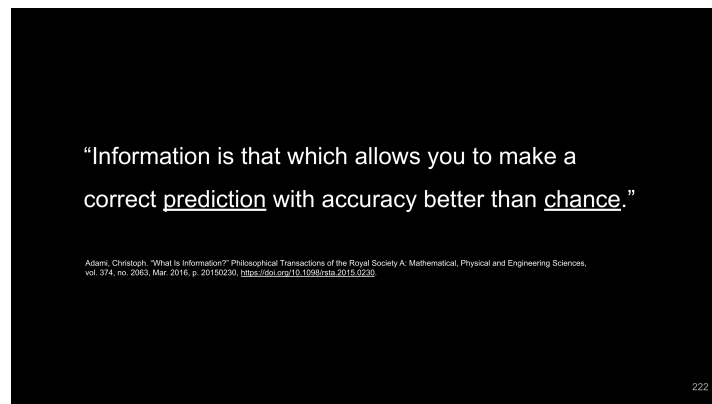 “Information is that which allows you to make a
correct prediction with accuracy better than chance.”
Adami, Christoph. “What Is Information?” Philosophical Transactions of the Royal Society A: Mathematical, Physical and Engineering Sciences,
vol. 374, no. 2063, Mar. 2016, p. 20150230, https://doi.org/10.1098/rsta.2015.0230.
222